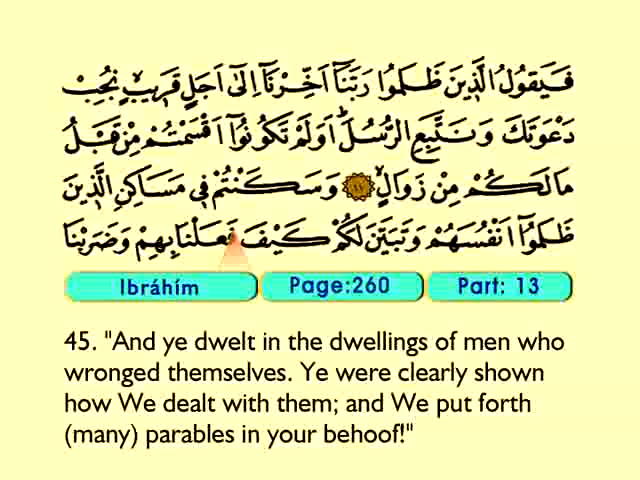 فَيَقُولُ الَّذِينَ ظَلَمُوا رَبَّنَا أَخِّرْنَا إِلَىٰ أَجَلٍ قَرِيبٍ نُجِبْ
دَعْوَتَكَ وَنَتَّبِعِ الرُّسُلَ أَوَلَمْ تَكُونُوا أَقْسَمْتُمْ مِنْ قَبْلُ
مَا لَكُمْ مِنْ زَوَالٍ ٤٤ وَسَكَنْتُمْ فِي مَسَاكِنِ الَّذِينَ
ظَلَمُوا أَنْفُسَهُمْ وَتَبَيَّنَ لَكُمْ كَيْفَ فَعَلْنَا بِهِمْ وَضَرَبْنَا
Ibráhím Page:260 Part: 13
45. "And ye dwelt in the dwellings of men who
wronged themselves. Ye were clearly shown
how We dealt with them; and We put forth
(many) parables in your behoof!"